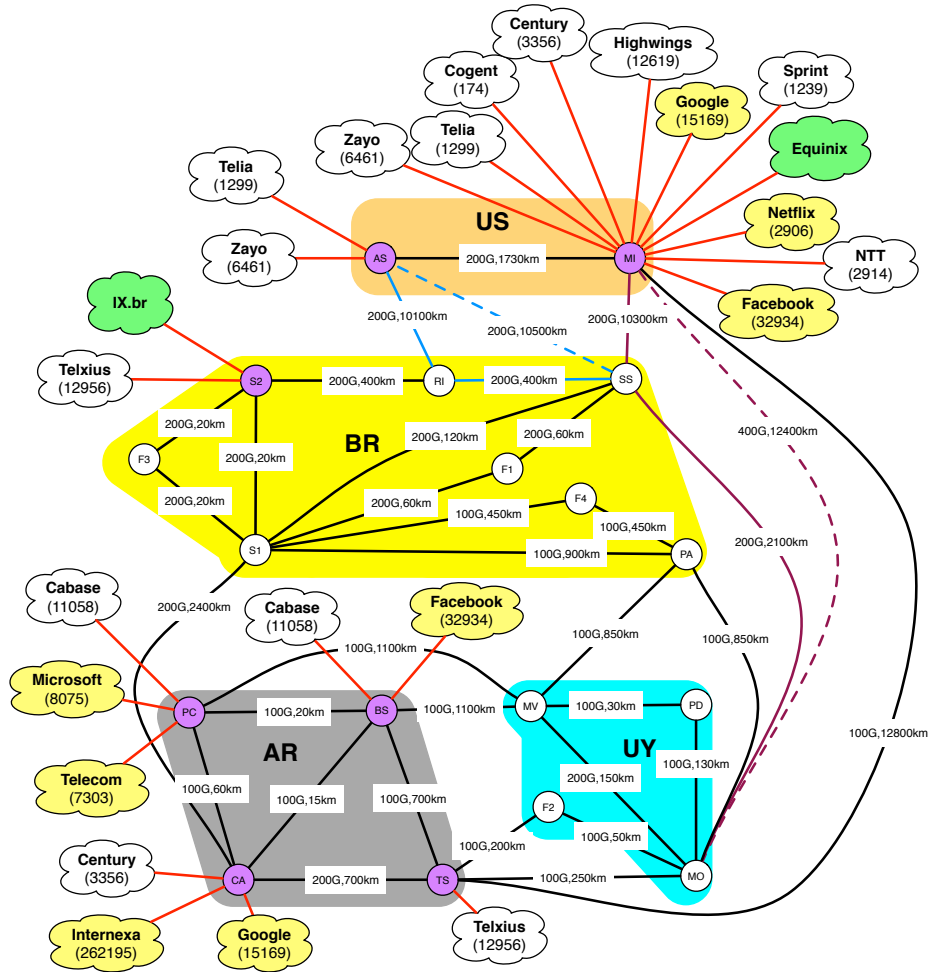 Century
(3356)
Highwings
(12619)
Cogent
(174)
Sprint
(1239)
Google
(15169)
Zayo
(6461)
Telia
(1299)
Equinix
Telia
(1299)
US
Netflix
(2906)
Zayo
(6461)
AS
200G,1730km
MI
NTT
(2914)
IX.br
Facebook
(32934)
200G,10100km
200G,10500km
200G,10300km
Telxius
(12956)
S2
200G,400km
RI
200G,400km
SS
200G,20km
200G,120km
200G,60km
400G,12400km
BR
F3
200G,20km
F1
200G,20km
200G,60km
F4
100G,450km
100G,450km
200G,2100km
S1
100G,900km
PA
Cabase
(11058)
200G,2400km
Cabase
(11058)
Facebook
(32934)
100G,850km
100G,850km
100G,1100km
Microsoft
(8075)
PC
100G,20km
BS
100G,1100km
MV
100G,30km
PD
100G,12800km
AR
UY
Telecom
(7303)
100G,60km
100G,15km
100G,700km
200G,150km
100G,130km
F2
100G,200km
100G,50km
Century
(3356)
CA
200G,700km
TS
100G,250km
MO
Internexa
(262195)
Google
(15169)
Telxius
(12956)